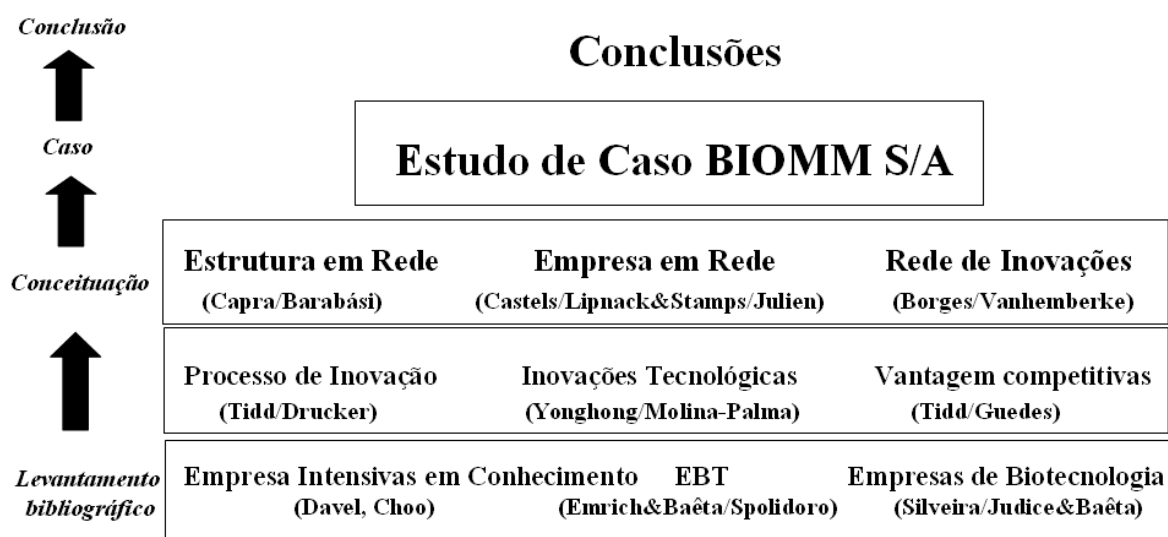 Conclusão
Conclusões
Caso
Estudo de Caso BIOMM S/A
Conceituação
Estrutura em Rede
(Capra/Barabási)
Empresa em Rede
(Castels/Lipnack&Stamps/Julien)
Rede de Inovações
(Borges/Vanhemberke)
Processo de Inovação
(Tidd/Drucker)
Inovações Tecnológicas
(Yonghong/Molina-Palma)
Vantagem competitivas
(Tidd/Guedes)
Levantamento
bibliográfico
Empresa Intensivas em Conhecimento
(Davel, Choo)
EBT
(Emrich&Baêta/Spolidoro)
Empresas de Biotecnologia
(Silveira/Judice&Baêta)